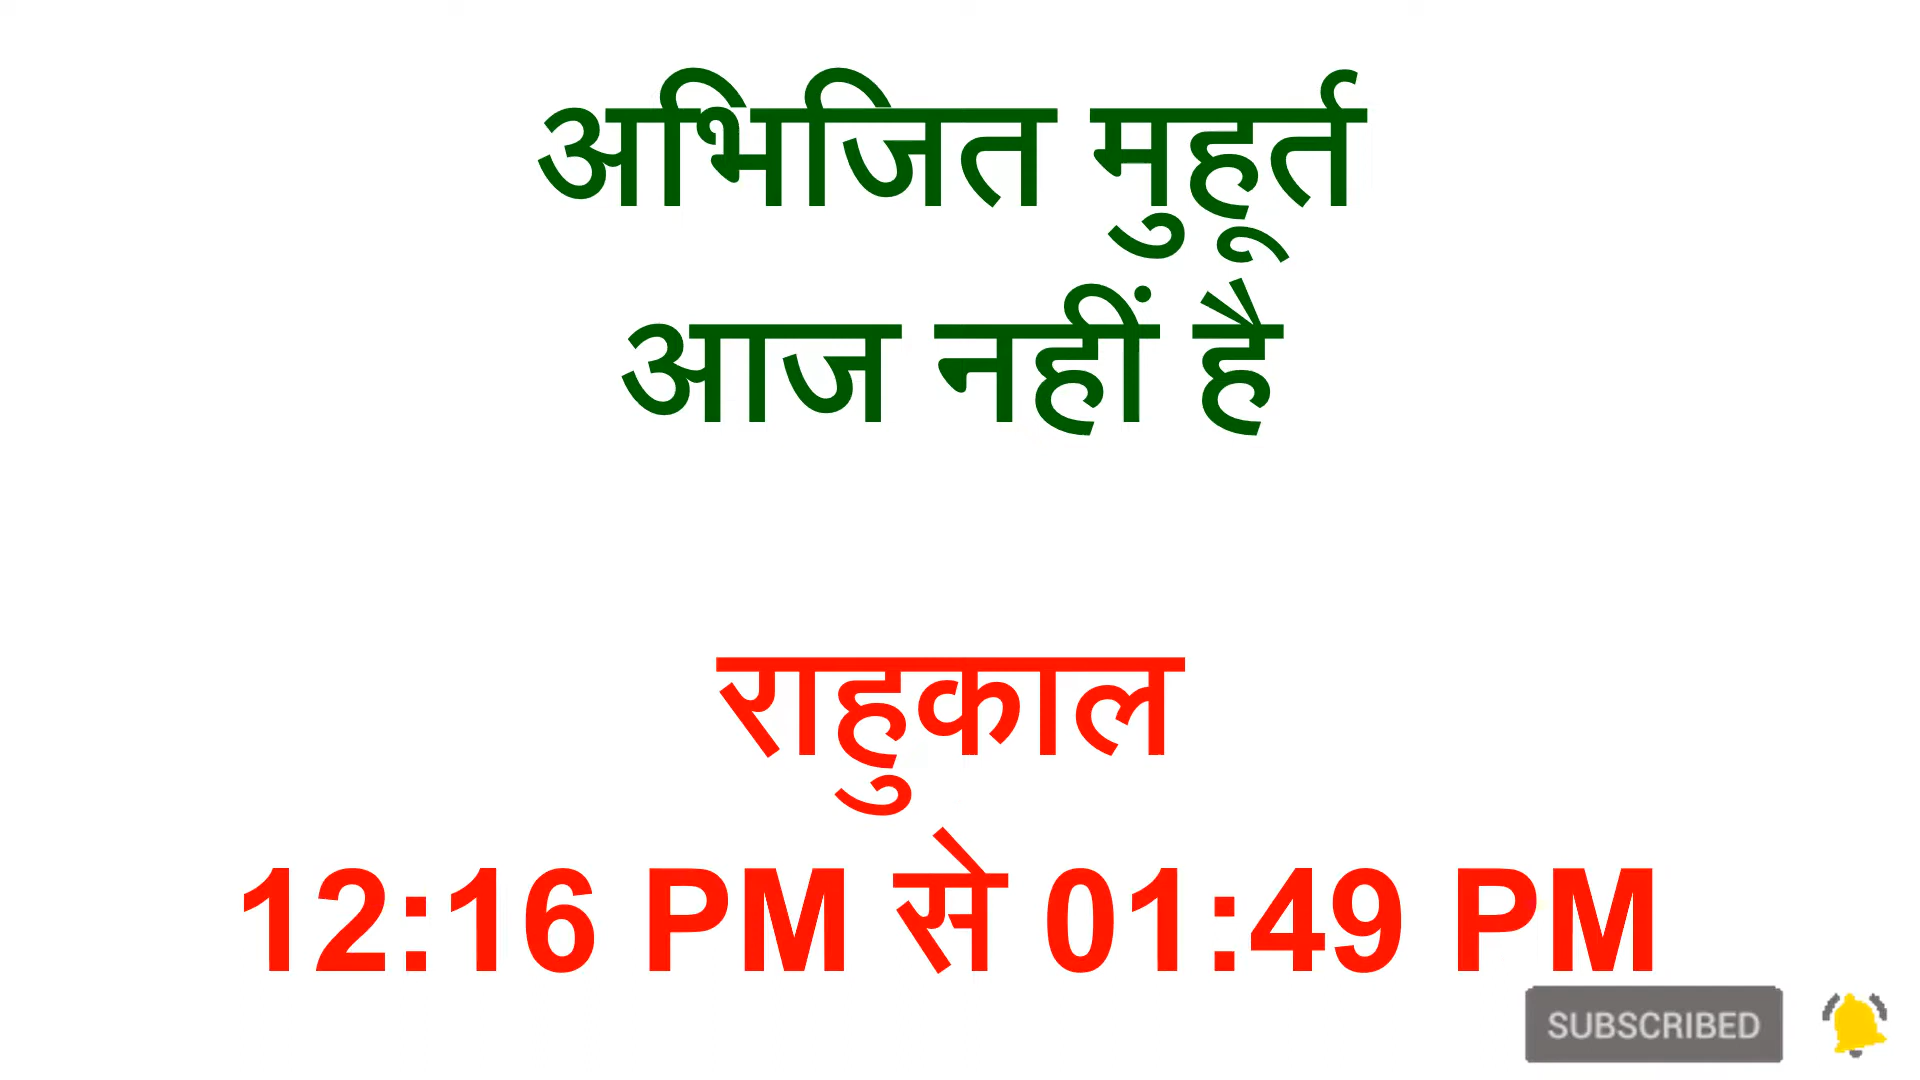 अभिजित मुहूर्त
आज नहीं है
राहुकाल
12:16 PM से 01:49 PM
SUBSCRIBED